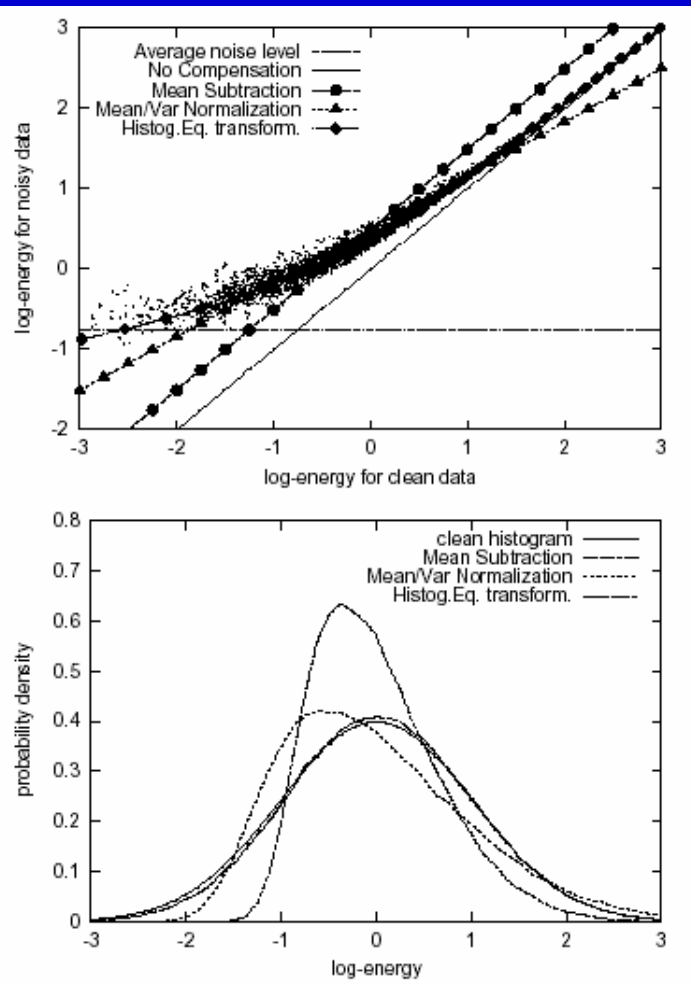 3
2
1
0
-1
-2
-3
-2
-1
0
1
2
3
log-energy for noisy data
log-energy for clean data
Average noise level
No Compensation
Mean Subtraction
Mean/Var Normalization
Histog.Eq. transform.
0.8
0.7
0.6
0.5
0.4
0.3
0.2
0.1
0
-3
-2
-1
0
1
2
3
probability density
log-energy
clean histogram
Mean Subtraction
Mean/Var Normalization
Histog.Eq. transform.